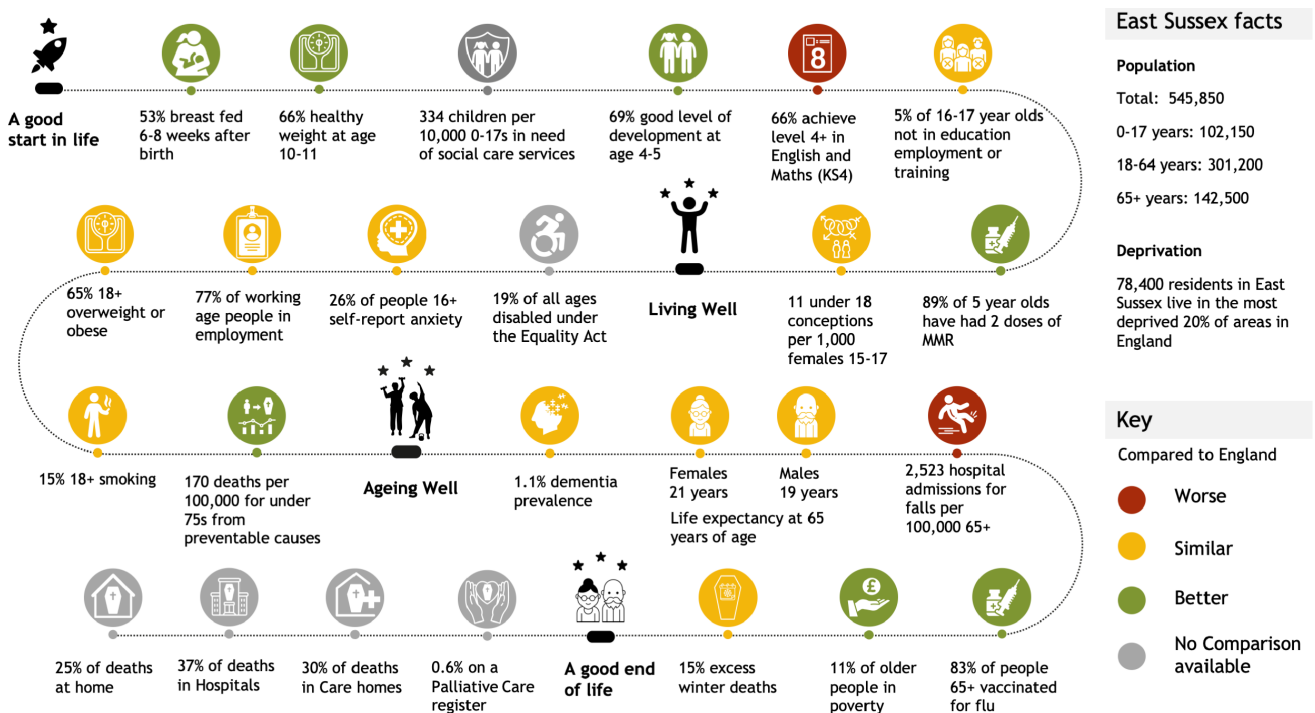 A good
start in life
53% breast fed
6-8 weeks after
birth
66% healthy
weight at age
10-11
334 children per
10,000 0-17s in need
of social care services
69% good level of
development at
age 4-5
8
66% achieve
level 4+ in
English and
Maths (KS4)
5% of 16-17 year olds
not in education
employment or
training
65% 18+
overweight or
obese
77% of working
age people in
employment
26% of people 16+
self-report anxiety
19% of all ages
disabled under
the Equality Act
Living Well
11 under 18
conceptions
per 1,000
females 15-17
89% of 5 year olds
have had 2 doses of
MMR
15% 18+ smoking
170 deaths per
100,000 for under
75s from
preventable causes
Ageing Well
1.1% dementia
prevalence
Females
21 years
Males
19 years
Life expectancy at 65
years of age
2,523 hospital
admissions for
falls per
100,000 65+
25% of deaths
at home
37% of deaths
in Hospitals
30% of deaths
in Care homes
0.6% on a
Palliative Care
register
A good end
of life
15% excess
winter deaths
£
11% of older
people in
poverty
83% of people
65+ vaccinated
for flu
East Sussex facts
Population
Total: 545,850
0-17 years: 102,150
18-64 years: 301,200
65+ years: 142,500
Deprivation
78,400 residents in East
Sussex live in the most
deprived 20% of areas in
England
Key
Compared to England
Worse
Similar
Better
No Comparison
available